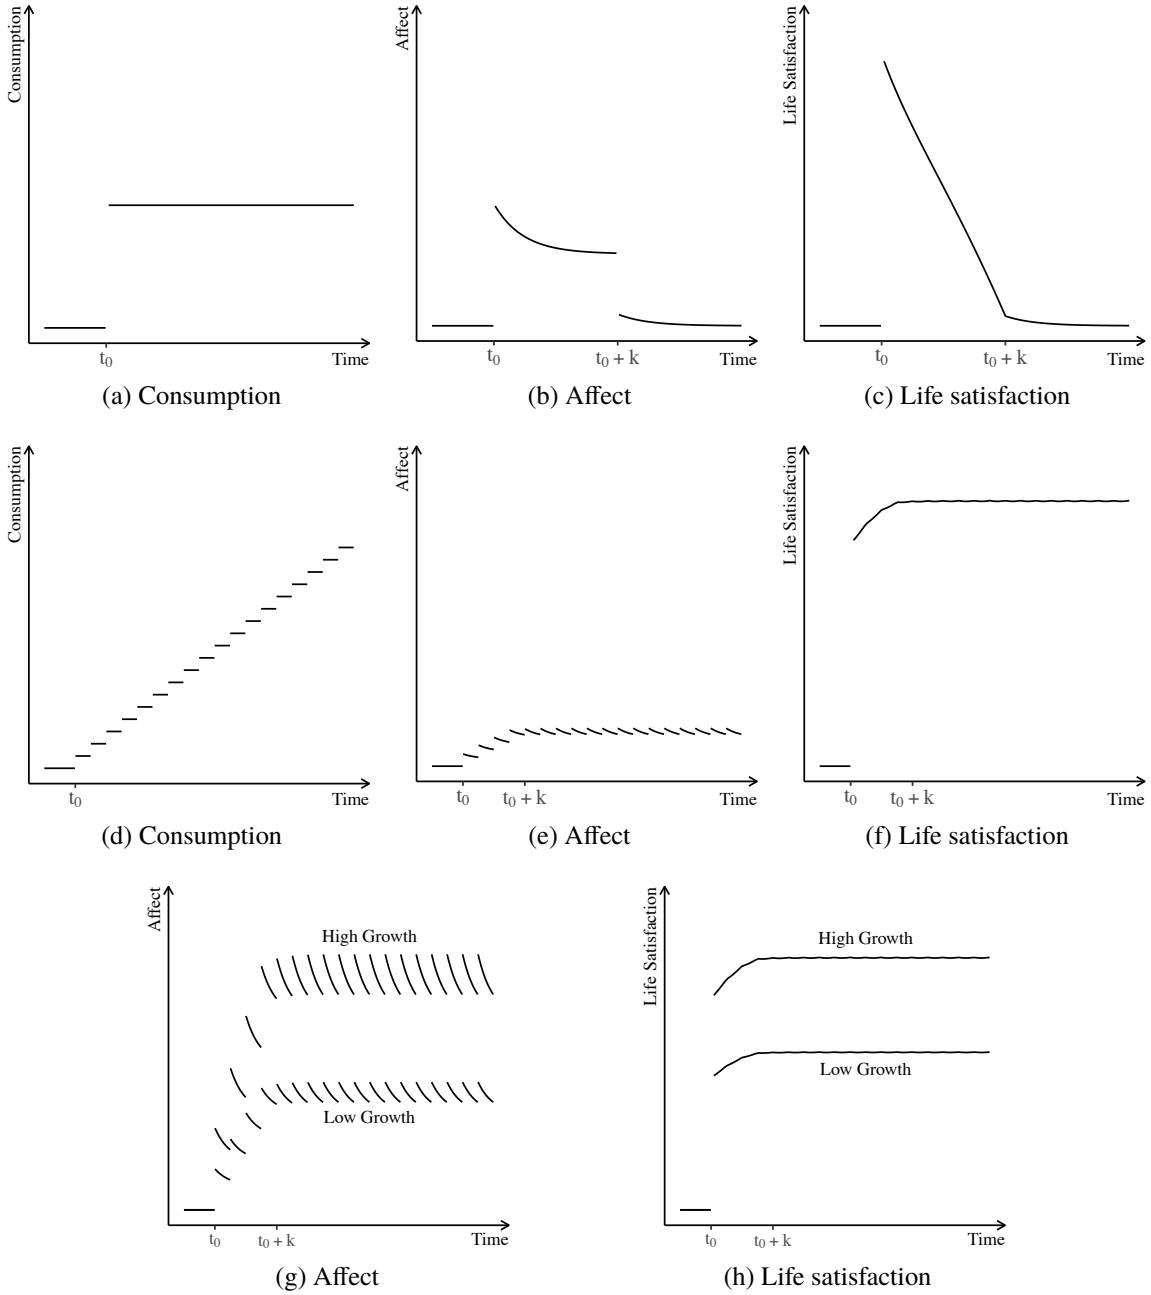 Consumption
t0
Time
(a) Consumption
Affect
t0
t0 + k
Time
(b) Affect
Life Satisfaction
t0
t0 + k
Time
(c) Life satisfaction
Consumption
t0
Time
(d) Consumption
Affect
t0
t0 + k
Time
(e) Affect
Life Satisfaction
t0
t0 + k
Time
(f) Life satisfaction
Affect
High Growth
Low Growth
t0
t0 + k
Time
(g) Affect
Life Satisfaction
High Growth
Low Growth
t0
t0 + k
Time
(h) Life satisfaction